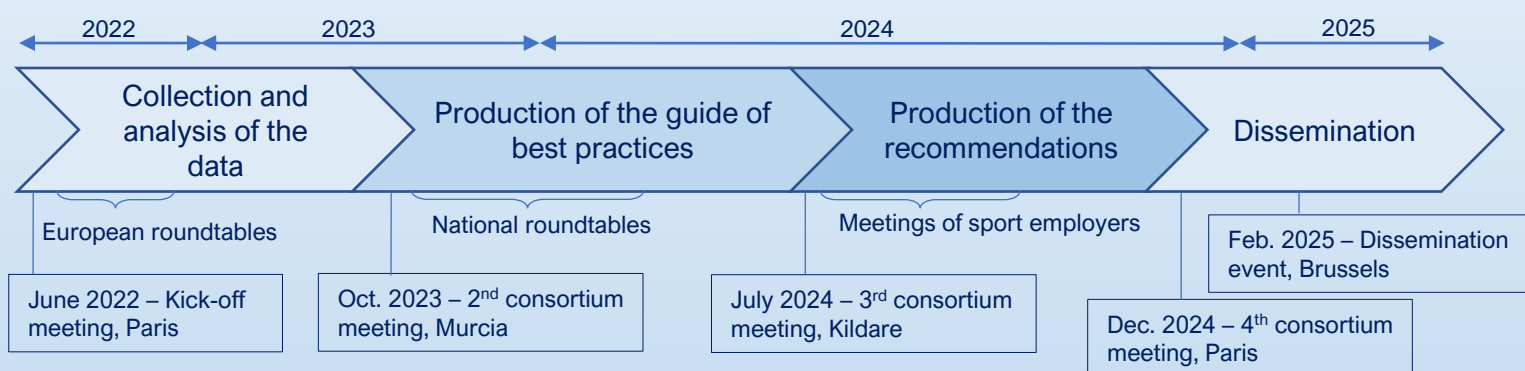 2022
2023
2024
2025
Collection and
analysis of the
data
Production of the guide of
best practices
Production of the
recommendations
Dissemination
European roundtables
National roundtables
Meetings of sport employers
June 2022 – Kick-off
meeting, Paris
Oct. 2023 – 2nd consortium
meeting, Murcia
July 2024 – 3rd consortium
meeting, Kildare
Dec. 2024 – 4th consortium
meeting, Paris
Feb. 2025 – Dissemination
event, Brussels